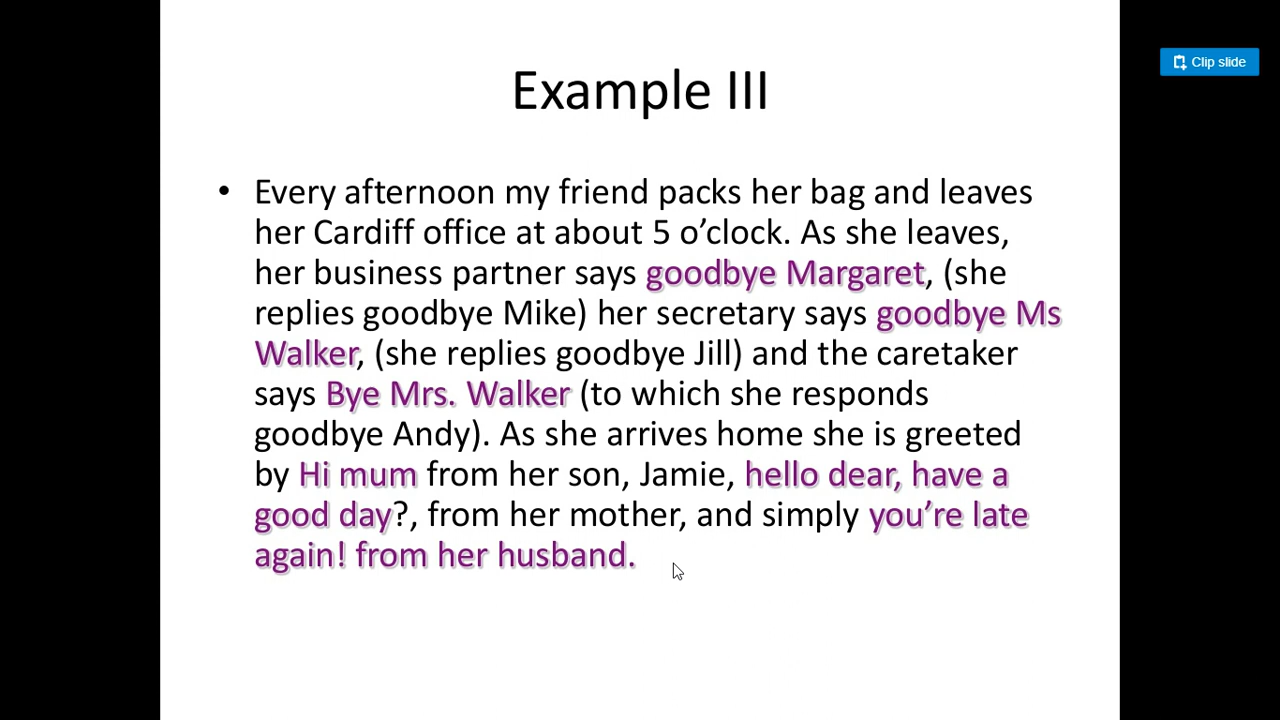 Clip slide
Example III
• Every afternoon my friend packs her bag and leaves
her Cardiff office at about 5 o’clock. As she leaves,
her business partner says goodbye Margaret, (she
replies goodbye Mike) her secretary says goodbye Ms
Walker, (she replies goodbye Jill) and the caretaker
says Bye Mrs. Walker (to which she responds
goodbye Andy). As she arrives home she is greeted
by Hi mum from her son, Jamie, hello dear, have a
good day?, from her mother, and simply you’re late
again! from her husband.